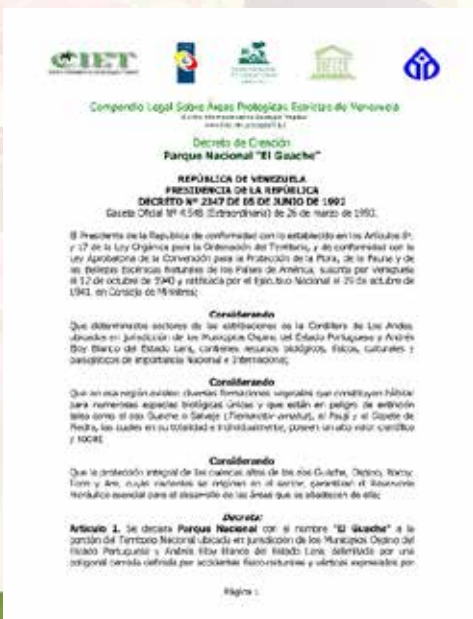 CIET
Compendio Legal Sobre Áreas Protegidas Estrictas de Venezuela
Decreto de Creación
Parque Nacional "El Guache"
REPÚBLICA DE VENEZUELA
PRESIDENCIA DE LA REPÚBLICA
DECRETO Nº 2347 DE 05 DE JUNIO DE 1992
Gaceta Oficial Nº 4.548 (Extraordinario) de 26 de marzo de 1993.
El Presidente de la República de conformidad con lo establecido en los Artículos 6º,
y 17 de la Ley Orgánica para la Ordenación del Territorio, y de conformidad con la
Ley Aprobatoria de la Convención para la Protección de la Flora, de la Fauna y de
las Bellezas Escénicas Naturales de los Países de América, suscrita por Venezuela
el 12 de octubre de 1940 y ratificada por el Ejecutivo Nacional el de octubre de
1941, en Consejo de Ministros;
Considerando
Que determinados sectores de las estribaciones de la Cordillera de Los Andes,
ubicados en jurisdicción de los Municipios Ospino del Estado Portuguesa y Andrés
Eloy Blanco del Estado Lara, contienen recursos biológicos, físicos, culturales y
paisajísticos de importancia Nacional e Internacional;
Considerando
Que en esa región existen diversas formaciones vegetales que constituyen hábitat
para numerosas especies biológicas únicas y que están en peligro de extinción
tales como el oso Guache o Salvaje (Tremarctos ornatus), el Paují y el Copete de
Piedra, las cuales en su totalidad e individualmente, poseen un alto valor científico
y social;
Considerando
Que la protección integral de las cuencas altas de los ríos Guache, Ospino,
y Are, cuyas vertientes se originan en el sector, garantizan el Reservorio
Hidráulico esencial para el desarrollo de las áreas que se abastecen de ella;
Decreta:
Artículo 1. Se declara Parque Nacional con el nombre "El Guache" a la
porción del Territorio Nacional ubicada en jurisdicción de los Municipios Ospino del
Estado Portuguesa y Andrés Eloy Blanco del Estado Lara, delimitada por una
poligonal cerrada definida por accidentes físico-naturales y vértices expresados por
Página 1